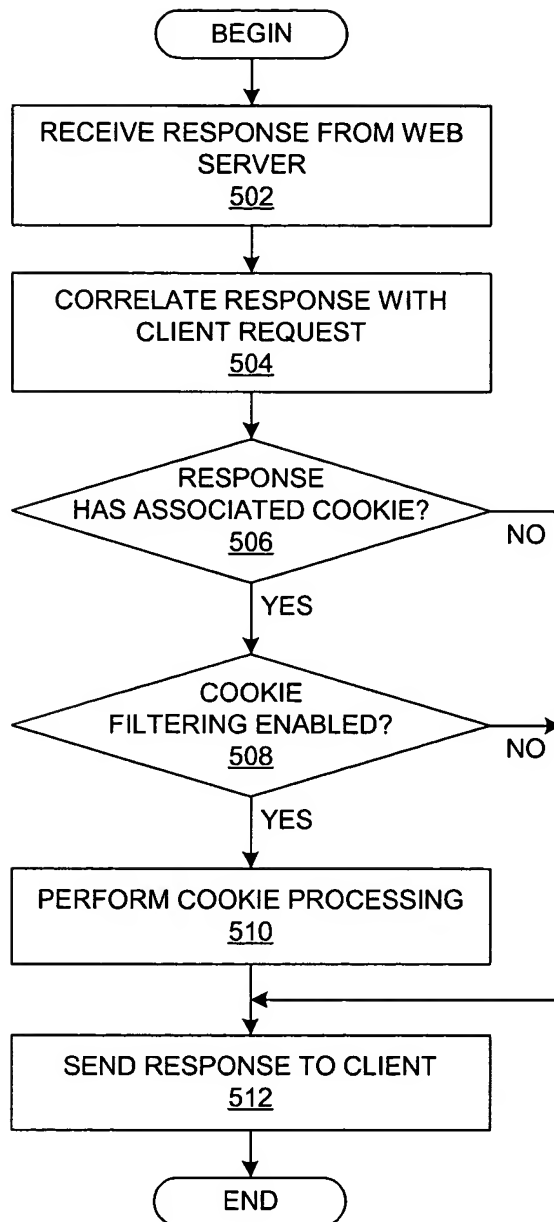 BEGIN
RECEIVE RESPONSE FROM WEB
SERVER
502
CORRELATE RESPONSE WITH
CLIENT REQUEST
504
RESPONSE
HAS ASSOCIATED COOKIE?
506
NO
YES
COOKIE
FILTERING ENABLED?
508
NO
YES
PERFORM COOKIE PROCESSING
510
SEND RESPONSE TO CLIENT
512
END